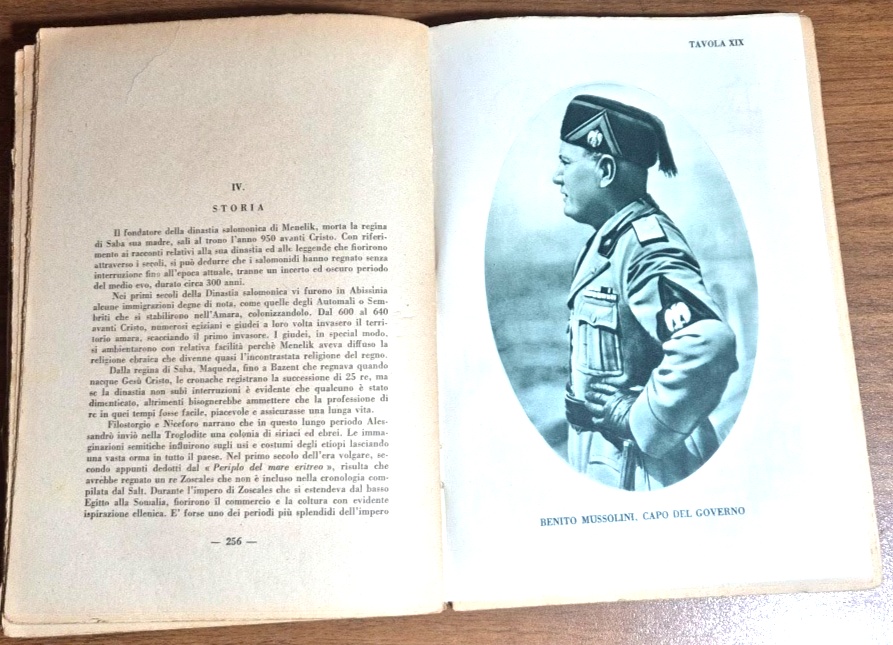 IV.
STORIA
Il fondatore della dinastia salomonica di Menelik, morta la regina
di Saba sua madre, salì al trono l'anno 950 avanti Cristo. Con riferi-
mento ai racconti relativi alla sua dinastia ed alle leggende che fiorirono
attraverso i secoli, si può dedurre che i salomonidi hanno regnato senza
interruzione fino all'epoca attuale, tranne un incerto ed oscuro periodo
del medio evo, durato circa 300 anni.
Nei primi secoli della Dinastia salomonica vi furono in Abissinia
alcune immigrazioni degne di nota, come quelle degli Automali o Sem-
briti che si stabilirono nell'Amara, colonizzandolo. Dal 600 al 640
avanti Cristo, numerosi egiziani e giudei a loro volta invasero il terri-
torio amara, scacciando il primo invasore. I giudei, in special modo,
si ambientarono con relativa facilità perchè Menelik aveva diffuso la
religione ebraica che divenne quasi l'incontrastata religione del regno.
Dalla regina di Saba, Maqueda, fino a Bazent che regnava quando
nacque Gesù Cristo, le cronache registrano la successione di 25 re, ma
se la dinastia non subì interruzioni è evidente che qualcuno è stato
dimenticato, altrimenti bisognerebbe ammettere che la professione di
re in quei tempi fosse facile, piacevole e assicurasse una lunga vita.
Filostorgio e Niceforo narrano che in questo lungo periodo Ales-
sandro inviò nella Troglodite una colonia di siriaci ed ebrei. Le imma-
ginazioni semitiche influirono sugli usi e costumi degli etiopi lasciando
una vasta orma in tutto il paese. Nel primo secolo dell'era volgare, se-
condo appunti dedotti dal « Periplo del mare eritreo », risulta che
avrebbe regnato un re Zoscales che non è incluso nella cronologia com-
pilata dal Salt. Durante l'impero di Zoscales che si estendeva dal basso
Egitto alla Somalia, fiorirono il commercio e la coltura con evidente
ispirazione ellenica. E' forse uno dei periodi più splendidi dell'impero
— 256 —
TAVOLA XIX
BENITO MUSSOLINI, CAPO DEL GOVERNO